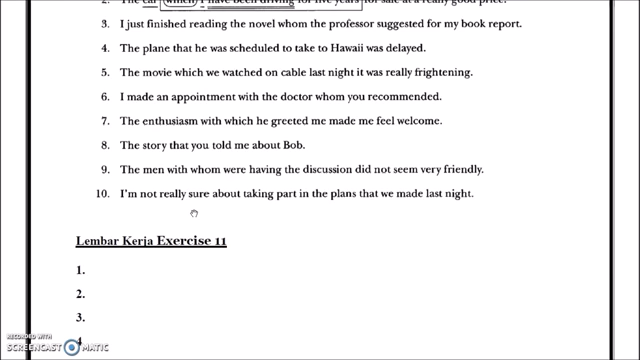 2. The car which I have been driving for five years for sale at a really good price.
3. I just finished reading the novel whom the professor suggested for my book report.
4. The plane that he was scheduled to take to Hawaii was delayed.
5. The movie which we watched on cable last night it was really frightening.
6. I made an appointment with the doctor whom you recommended.
7. The enthusiasm with which he greeted me made me feel welcome.
8. The story that you told me about Bob.
9. The men with whom were having the discussion did not seem very friendly.
10. I'm not really sure about taking part in the plans that we made last night.
Lembar Kerja Exercise 11
1.
2.
3.
4
RECORDED WITH
SCREENCAST MATIC